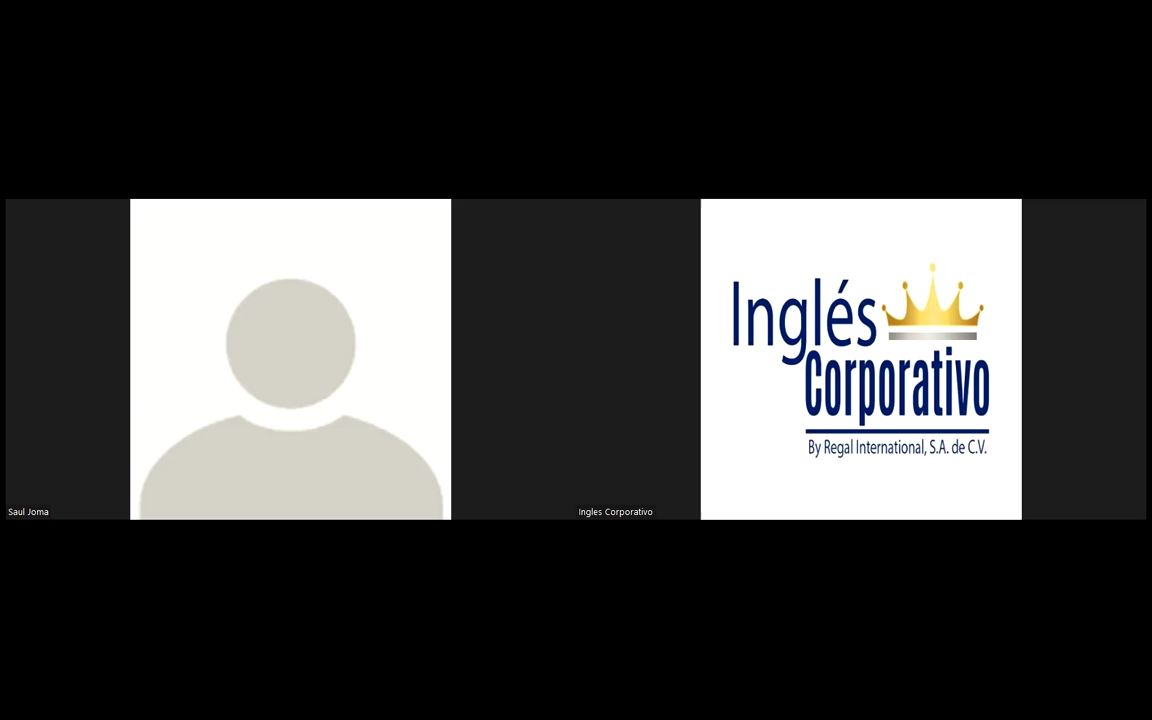 Inglés
Corporativo
By Regal International, S.A. de C.V.
Saul Joma
Ingles Corporativo